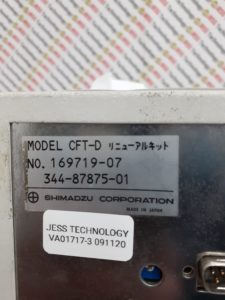 MODEL CFT-D リニューアルキット
NO. 169719-07
344-87875-01
SHIMADZU CORPORATION
MADE IN JAPAN
JESS TECHNOLOGY
VA01717-3 091120